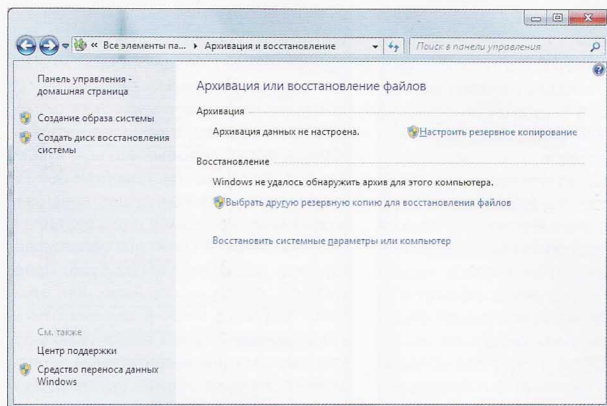 « Все элементы па... ▸ Архивация и восстановление
Поиск в панели управления
Панель управления -
домашняя страница
Создание образа системы
Создать диск восстановления
системы
Архивация или восстановление файлов
Архивация
Архивация данных не настроена.
Настроить резервное копирование
Восстановление
Windows не удалось обнаружить архив для этого компьютера.
Выбрать другую резервную копию для восстановления файлов
Восстановить системные параметры или компьютер
См. также
Центр поддержки
Средство переноса данных
Windows